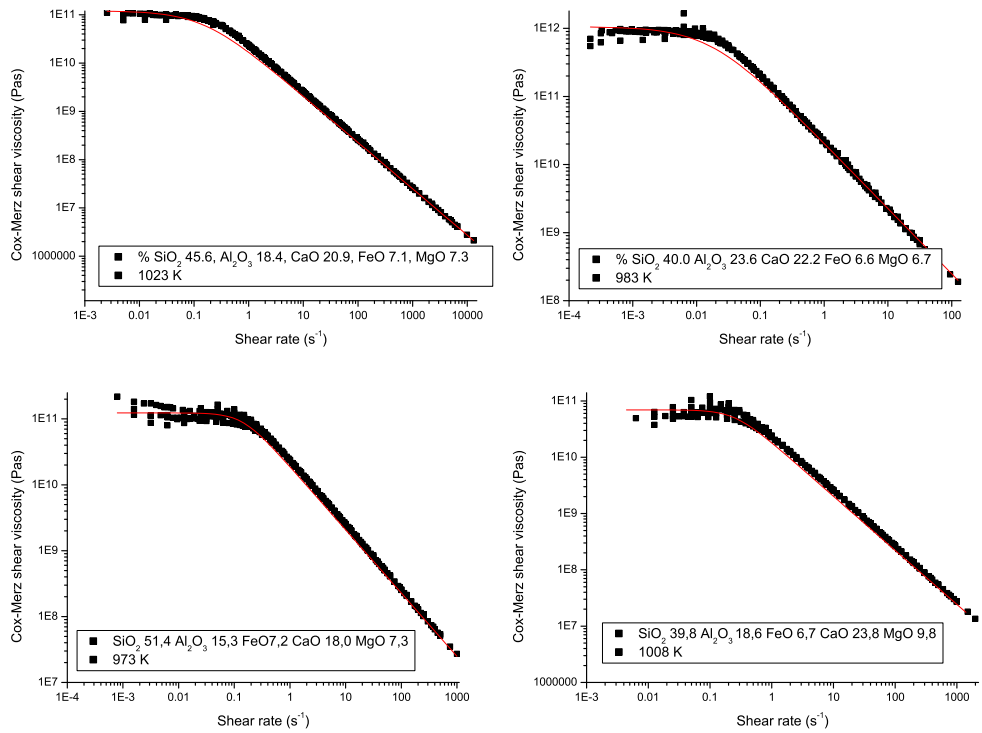 Cox-Merz shear viscosity (Pas)
1E11
1E10
1E9
1E8
1E7
1000000
% SiO2 45.6, Al2O3 18.4, CaO 20.9, FeO 7.1, MgO 7.3
1023 K
1E-3 0.01 0.1 1 10 100 1000 10000
Shear rate (s-1)
Cox-Merz shear viscosity (Pas)
1E12
1E11
1E10
1E9
1E8
% SiO2 40.0 Al2O3 23.6 CaO 22.2 FeO 6.6 MgO 6.7
983 K
1E-4 1E-3 0.01 0.1 1 10 100
Shear rate (s-1)
Cox-Merz shear viscosity (Pas)
1E11
1E10
1E9
1E8
1E7
SiO2 51,4 Al2O3 15,3 FeO7,2 CaO 18,0 MgO 7,3
973 K
1E-4 1E-3 0.01 0.1 1 10 100 1000
Shear rate (s-1)
Cox-Merz shear viscosity (Pas)
1E11
1E10
1E9
1E8
1E7
1000000
SiO2 39,8 Al2O3 18,6 FeO 6,7 CaO 23,8 MgO 9,8
1008 K
1E-3 0.01 0.1 1 10 100 1000
Shear rate (s-1)